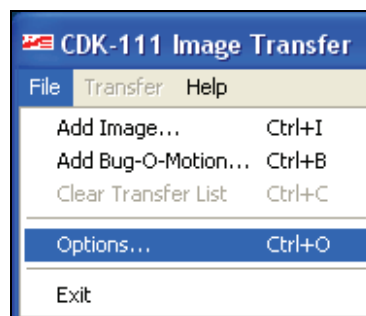 CDK-111 Image Transfer
File Transfer Help
Add Image... Ctrl+I
Add Bug-O-Motion... Ctrl+B
Clear Transfer List Ctrl+C
Options... Ctrl+O
Exit